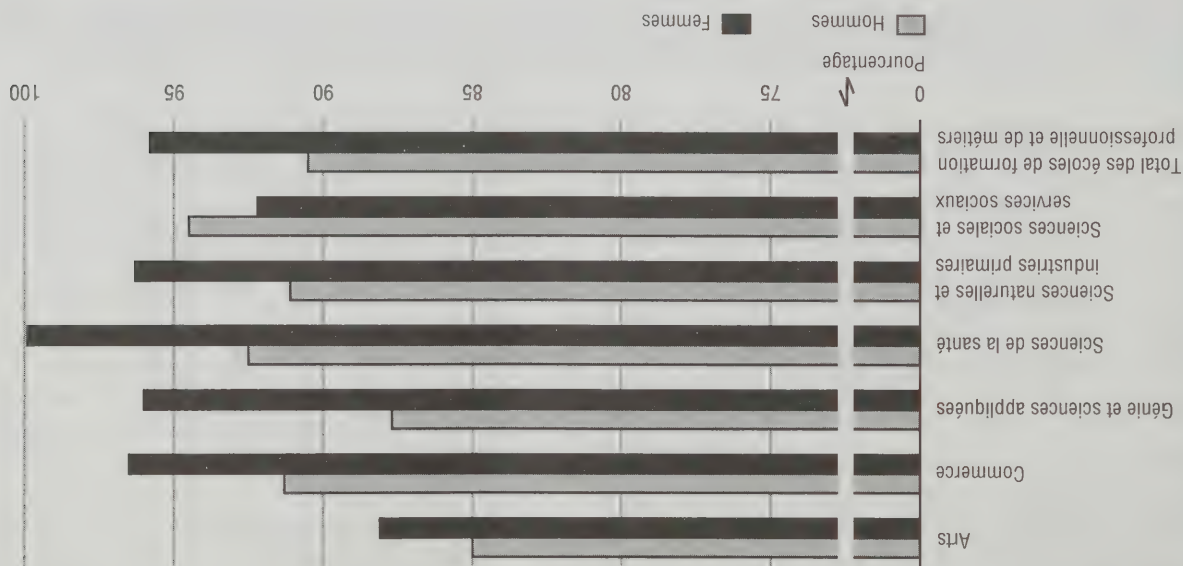 Arts
Commerce
Génie et sciences appliquées
Sciences de la santé
Sciences naturelles et
industries primaires
Sciences sociales et
services sociaux
Total des écoles de formation
professionnelle et de métiers
0 75 80 85 90 95 100
Pourcentage
Hommes Femmes